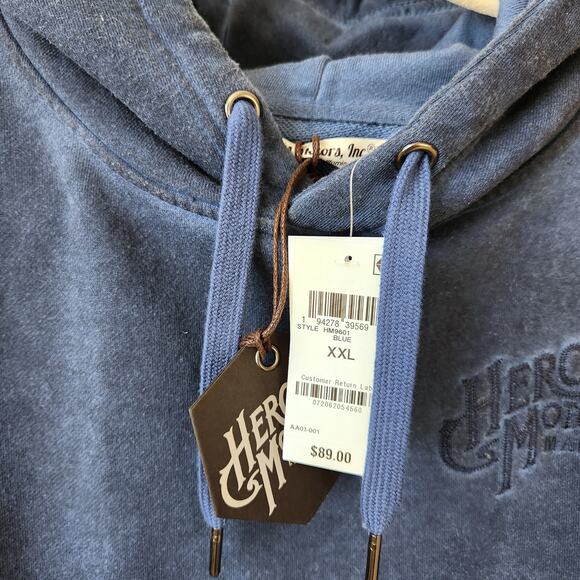 Motors, Inc®
1 94278 39569
STYLE HM9601
BLUE
XXL
Customer Return Lab
072062054560
AA01-001
$89.00
HERO
MO
HERO
MO